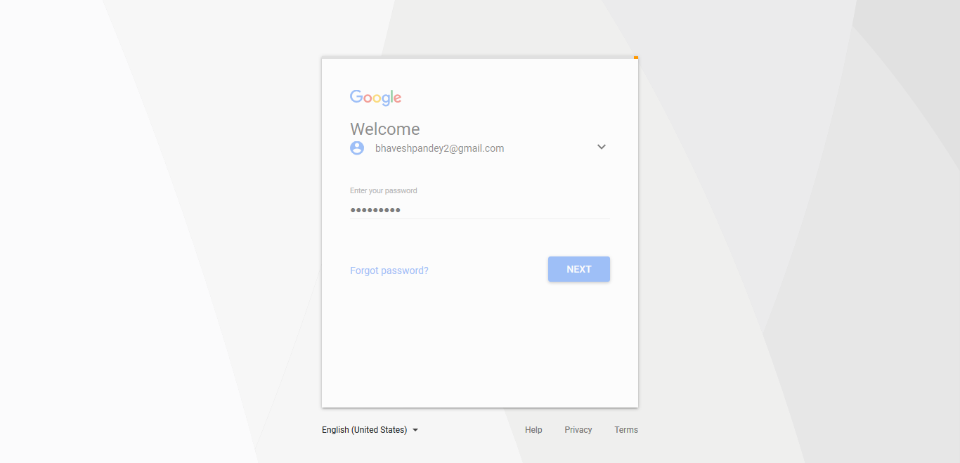 Google
Welcome
bhaveshpandey2@gmail.com
Enter your password
•••••••••
Forgot password? NEXT
English (United States) Help Privacy Terms